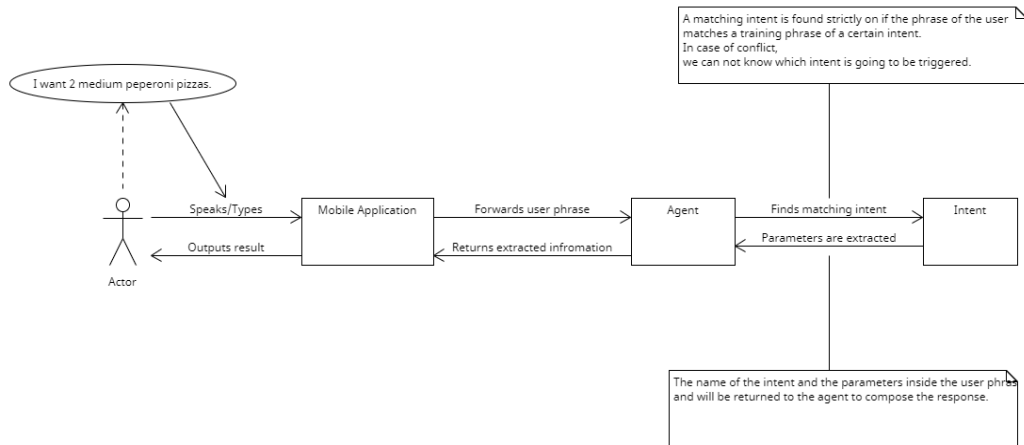 A matching intent is found strictly on if the phrase of the user
matches a training phrase of a certain intent.
In case of conflict,
we can not know which intent is going to be triggered.
I want 2 medium peperoni pizzas.
Speaks/Types
Mobile Application
Forwards user phrase
Agent
Finds matching intent
Intent
Outputs result
Returns extracted infromation
Parameters are extracted
Actor
The name of the intent and the parameters inside the user phras
and will be returned to the agent to compose the response.